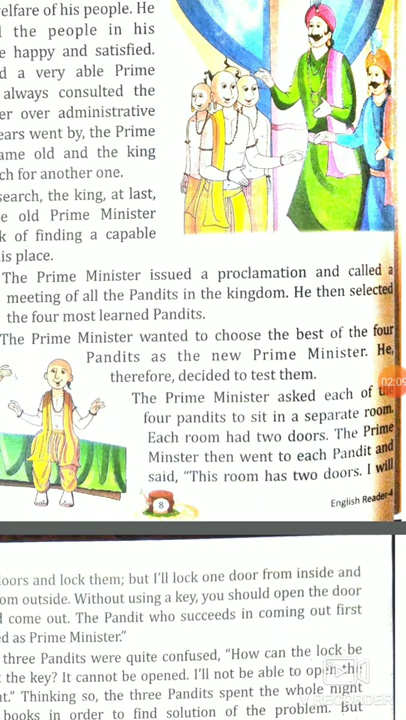 elfare of his people. He
the people in his
e happy and satisfied.
d a very able Prime
always consulted the
er over administrative
ears went by, the Prime
ame old and the king
ch for another one.
search, the king, at last,
e old Prime Minister
k of finding a capable
is place.
The Prime Minister issued a proclamation and called a
meeting of all the Pandits in the kingdom. He then selected
the four most learned Pandits.
The Prime Minister wanted to choose the best of the four
Pandits as the new Prime Minister. He,
therefore, decided to test them.
The Prime Minister asked each of the
four pandits to sit in a separate room.
Each room had two doors. The Prime
Minster then went to each Pandit and
said, “This room has two doors. I will
02:09
8
English Reader-4
doors and lock them; but I’ll lock one door from inside and
om outside. Without using a key, you should open the door
d come out. The Pandit who succeeds in coming out first
ed as Prime Minister.”
three Pandits were quite confused, “How can the lock be
t the key? It cannot be opened. I’ll not be able to open the
ut.” Thinking so, the three Pandits spent the whole night
books in order to find solution of the problem. But